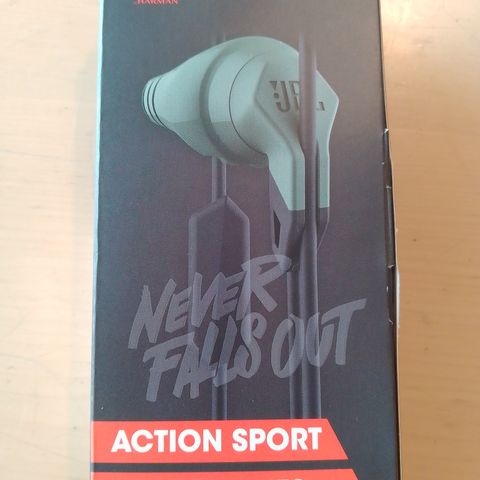 HARMAN
JBL
NEVER
FALLS OUT
ACTION SPORT